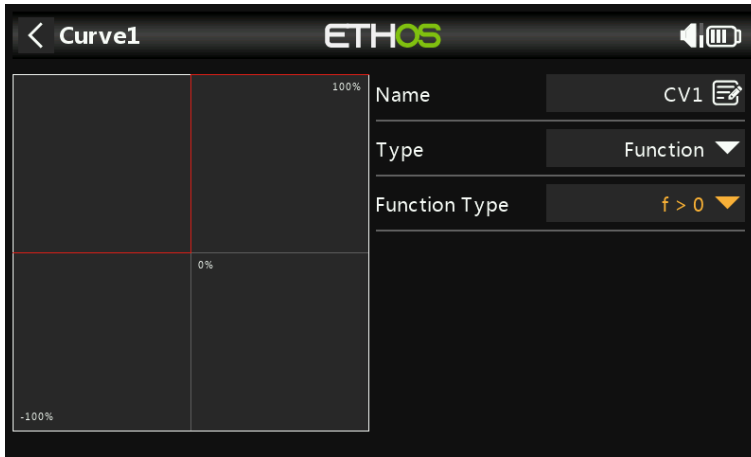 Curve1
ETHOS
100%
0%
-100%
Name CV1
Type Function
Function Type f > 0